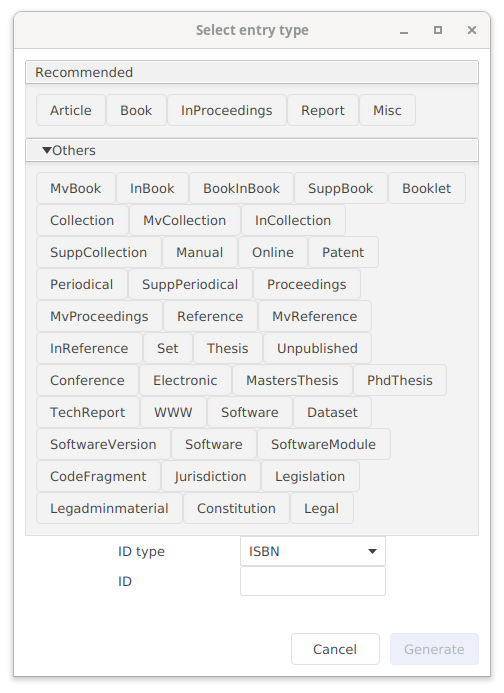 Select entry type
Recommended
Article Book InProceedings Report Misc
Others
MvBook InBook BookInBook SuppBook Booklet
Collection MvCollection InCollection
SuppCollection Manual Online Patent
Periodical SuppPeriodical Proceedings
MvProceedings Reference MvReference
InReference Set Thesis Unpublished
Conference Electronic MastersThesis PhdThesis
TechReport WWW Software Dataset
SoftwareVersion Software SoftwareModule
CodeFragment Jurisdiction Legislation
Legadminmaterial Constitution Legal
ID type ISBN
ID
Cancel Generate